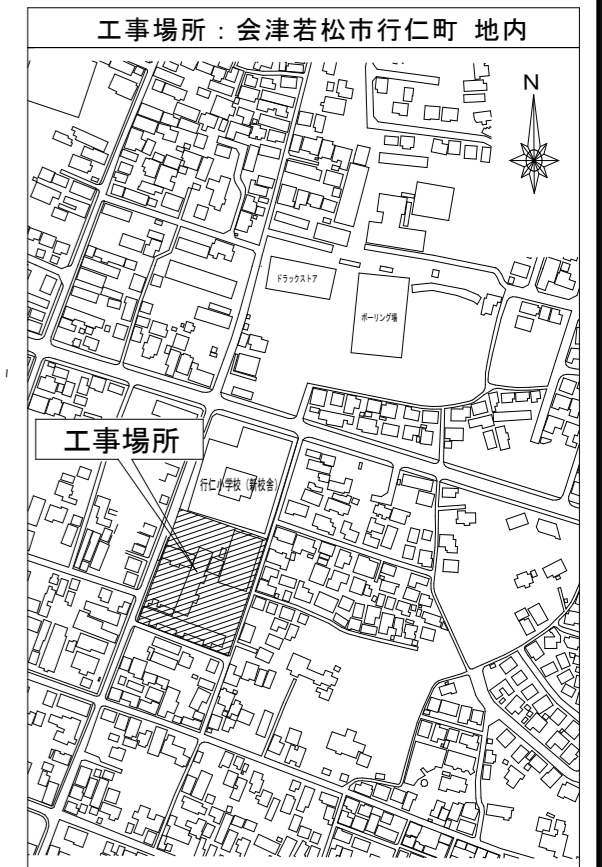 工事場所：会津若松市行仁町 地内
N
ドラックストア
ボーリング場
工事場所
行仁小学校（新校舎）